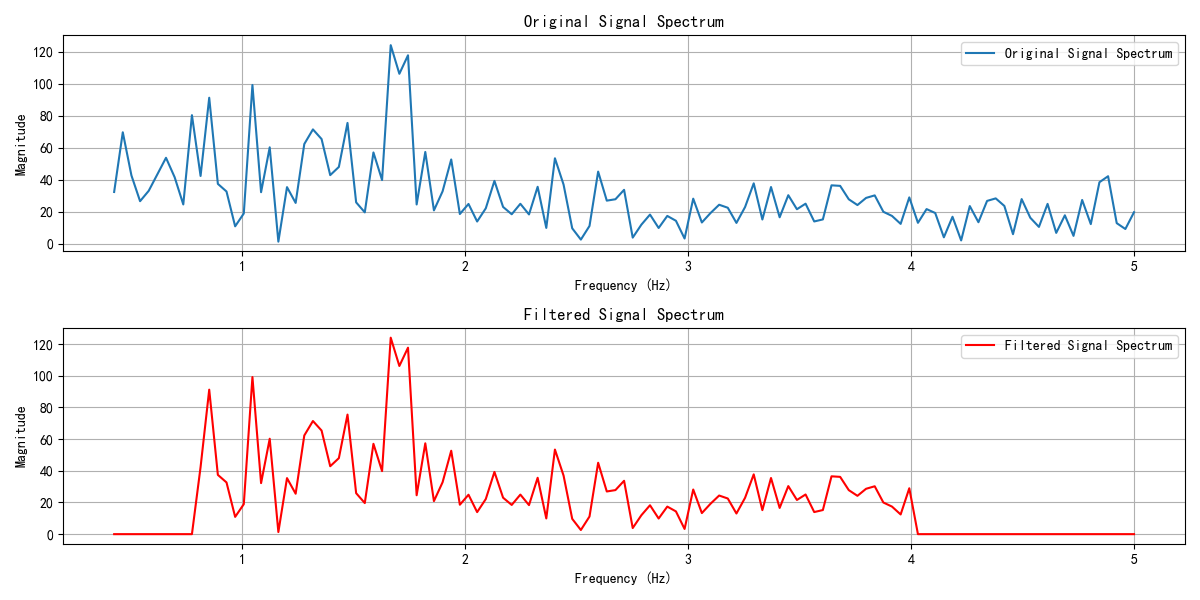 Original Signal Spectrum
120
100
80
60
40
20
0
Magnitude
Original Signal Spectrum
1 2 3 4 5
Frequency (Hz)
Filtered Signal Spectrum
120
100
80
60
40
20
0
Magnitude
Filtered Signal Spectrum
1 2 3 4 5
Frequency (Hz)